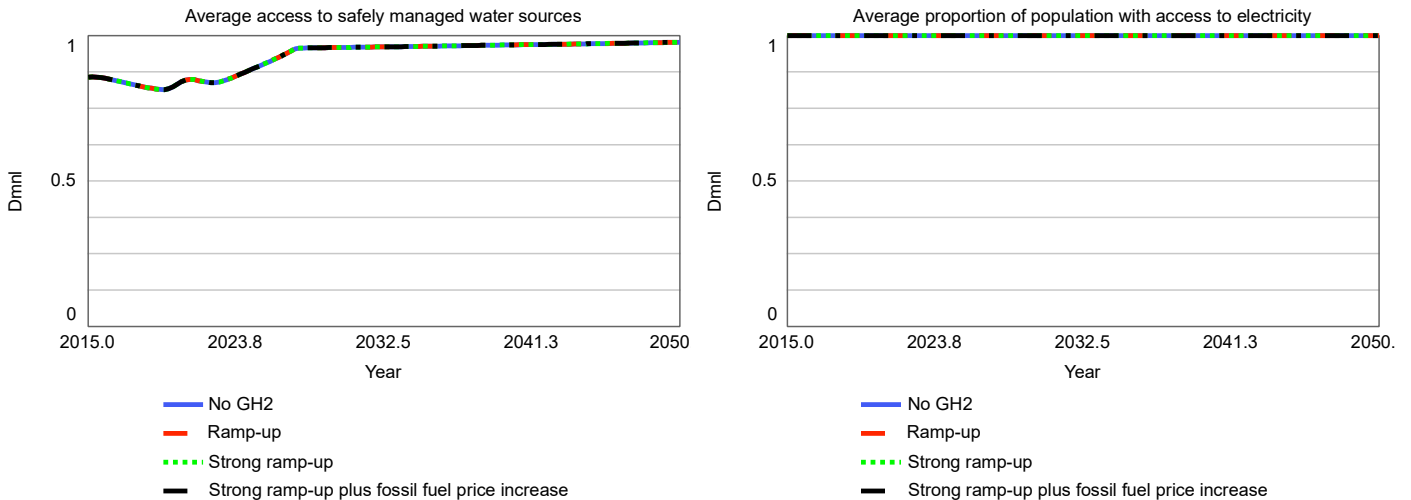 Average access to safely managed water sources
1
0.5
0
Dmnl
2015.0 2023.8 2032.5 2041.3 2050
Year
No GH2
Ramp-up
Strong ramp-up
Strong ramp-up plus fossil fuel price increase
Average proportion of population with access to electricity
1
0.5
0
Dmnl
2015.0 2023.8 2032.5 2041.3 2050.
Year
No GH2
Ramp-up
Strong ramp-up
Strong ramp-up plus fossil fuel price increase